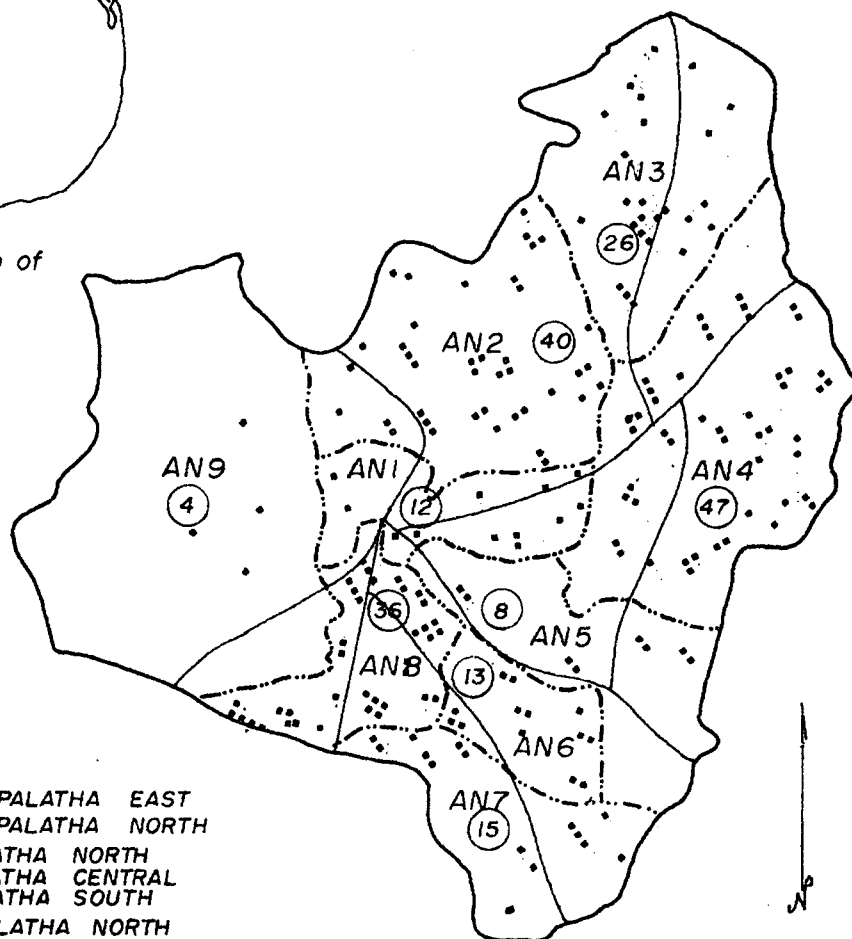 of
AN3
26
AN2
40
AN9
4
AN1
12
AN4
47
36
8
AN5
AN8
13
AN6
AN7
15
PALATHA EAST
PALATHA NORTH
ATHA NORTH
ATHA CENTRAL
ATHA SOUTH
LATHA NORTH
N